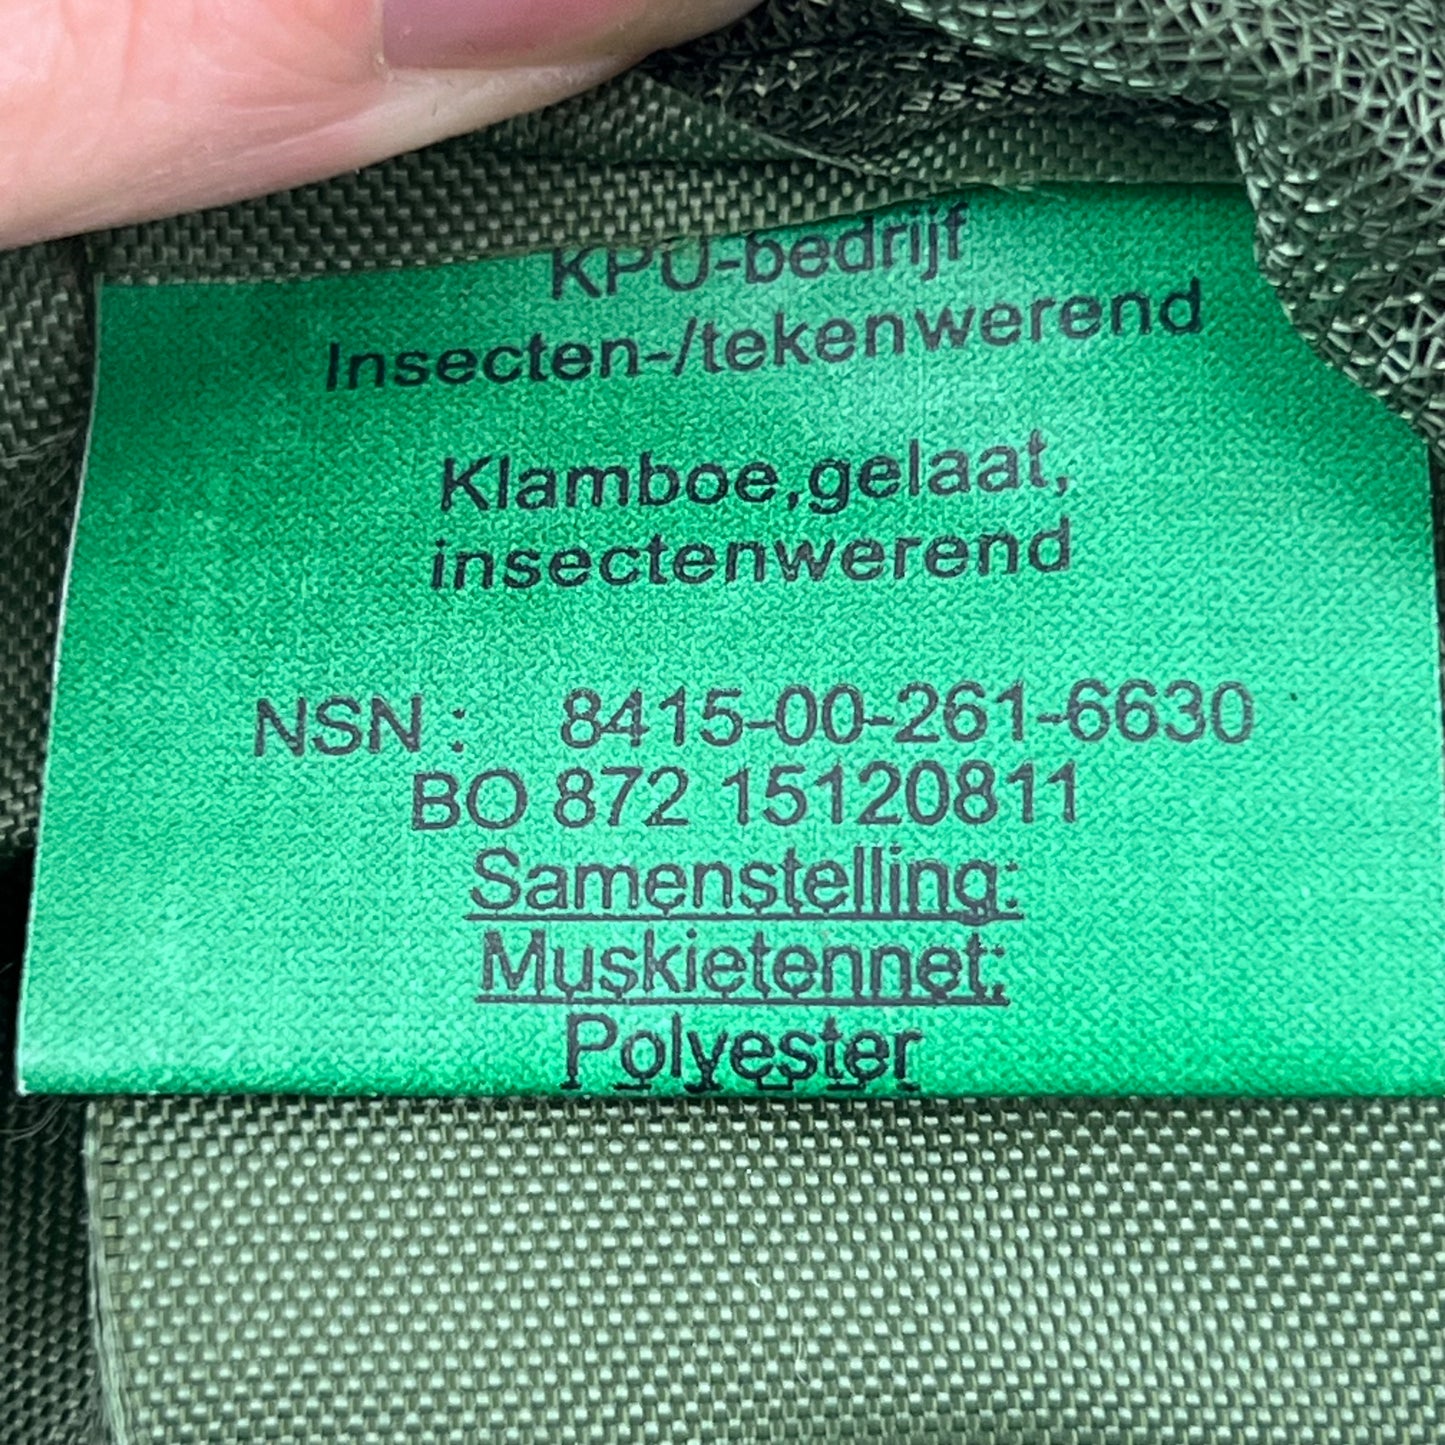 KPU-bedrijf
Insecten-/tekenwerend
Klamboe,gelaat,
insectenwerend
NSN : 8415-00-261-6630
BO 872 15120811
Samenstelling:
Muskietennet:
Polyester